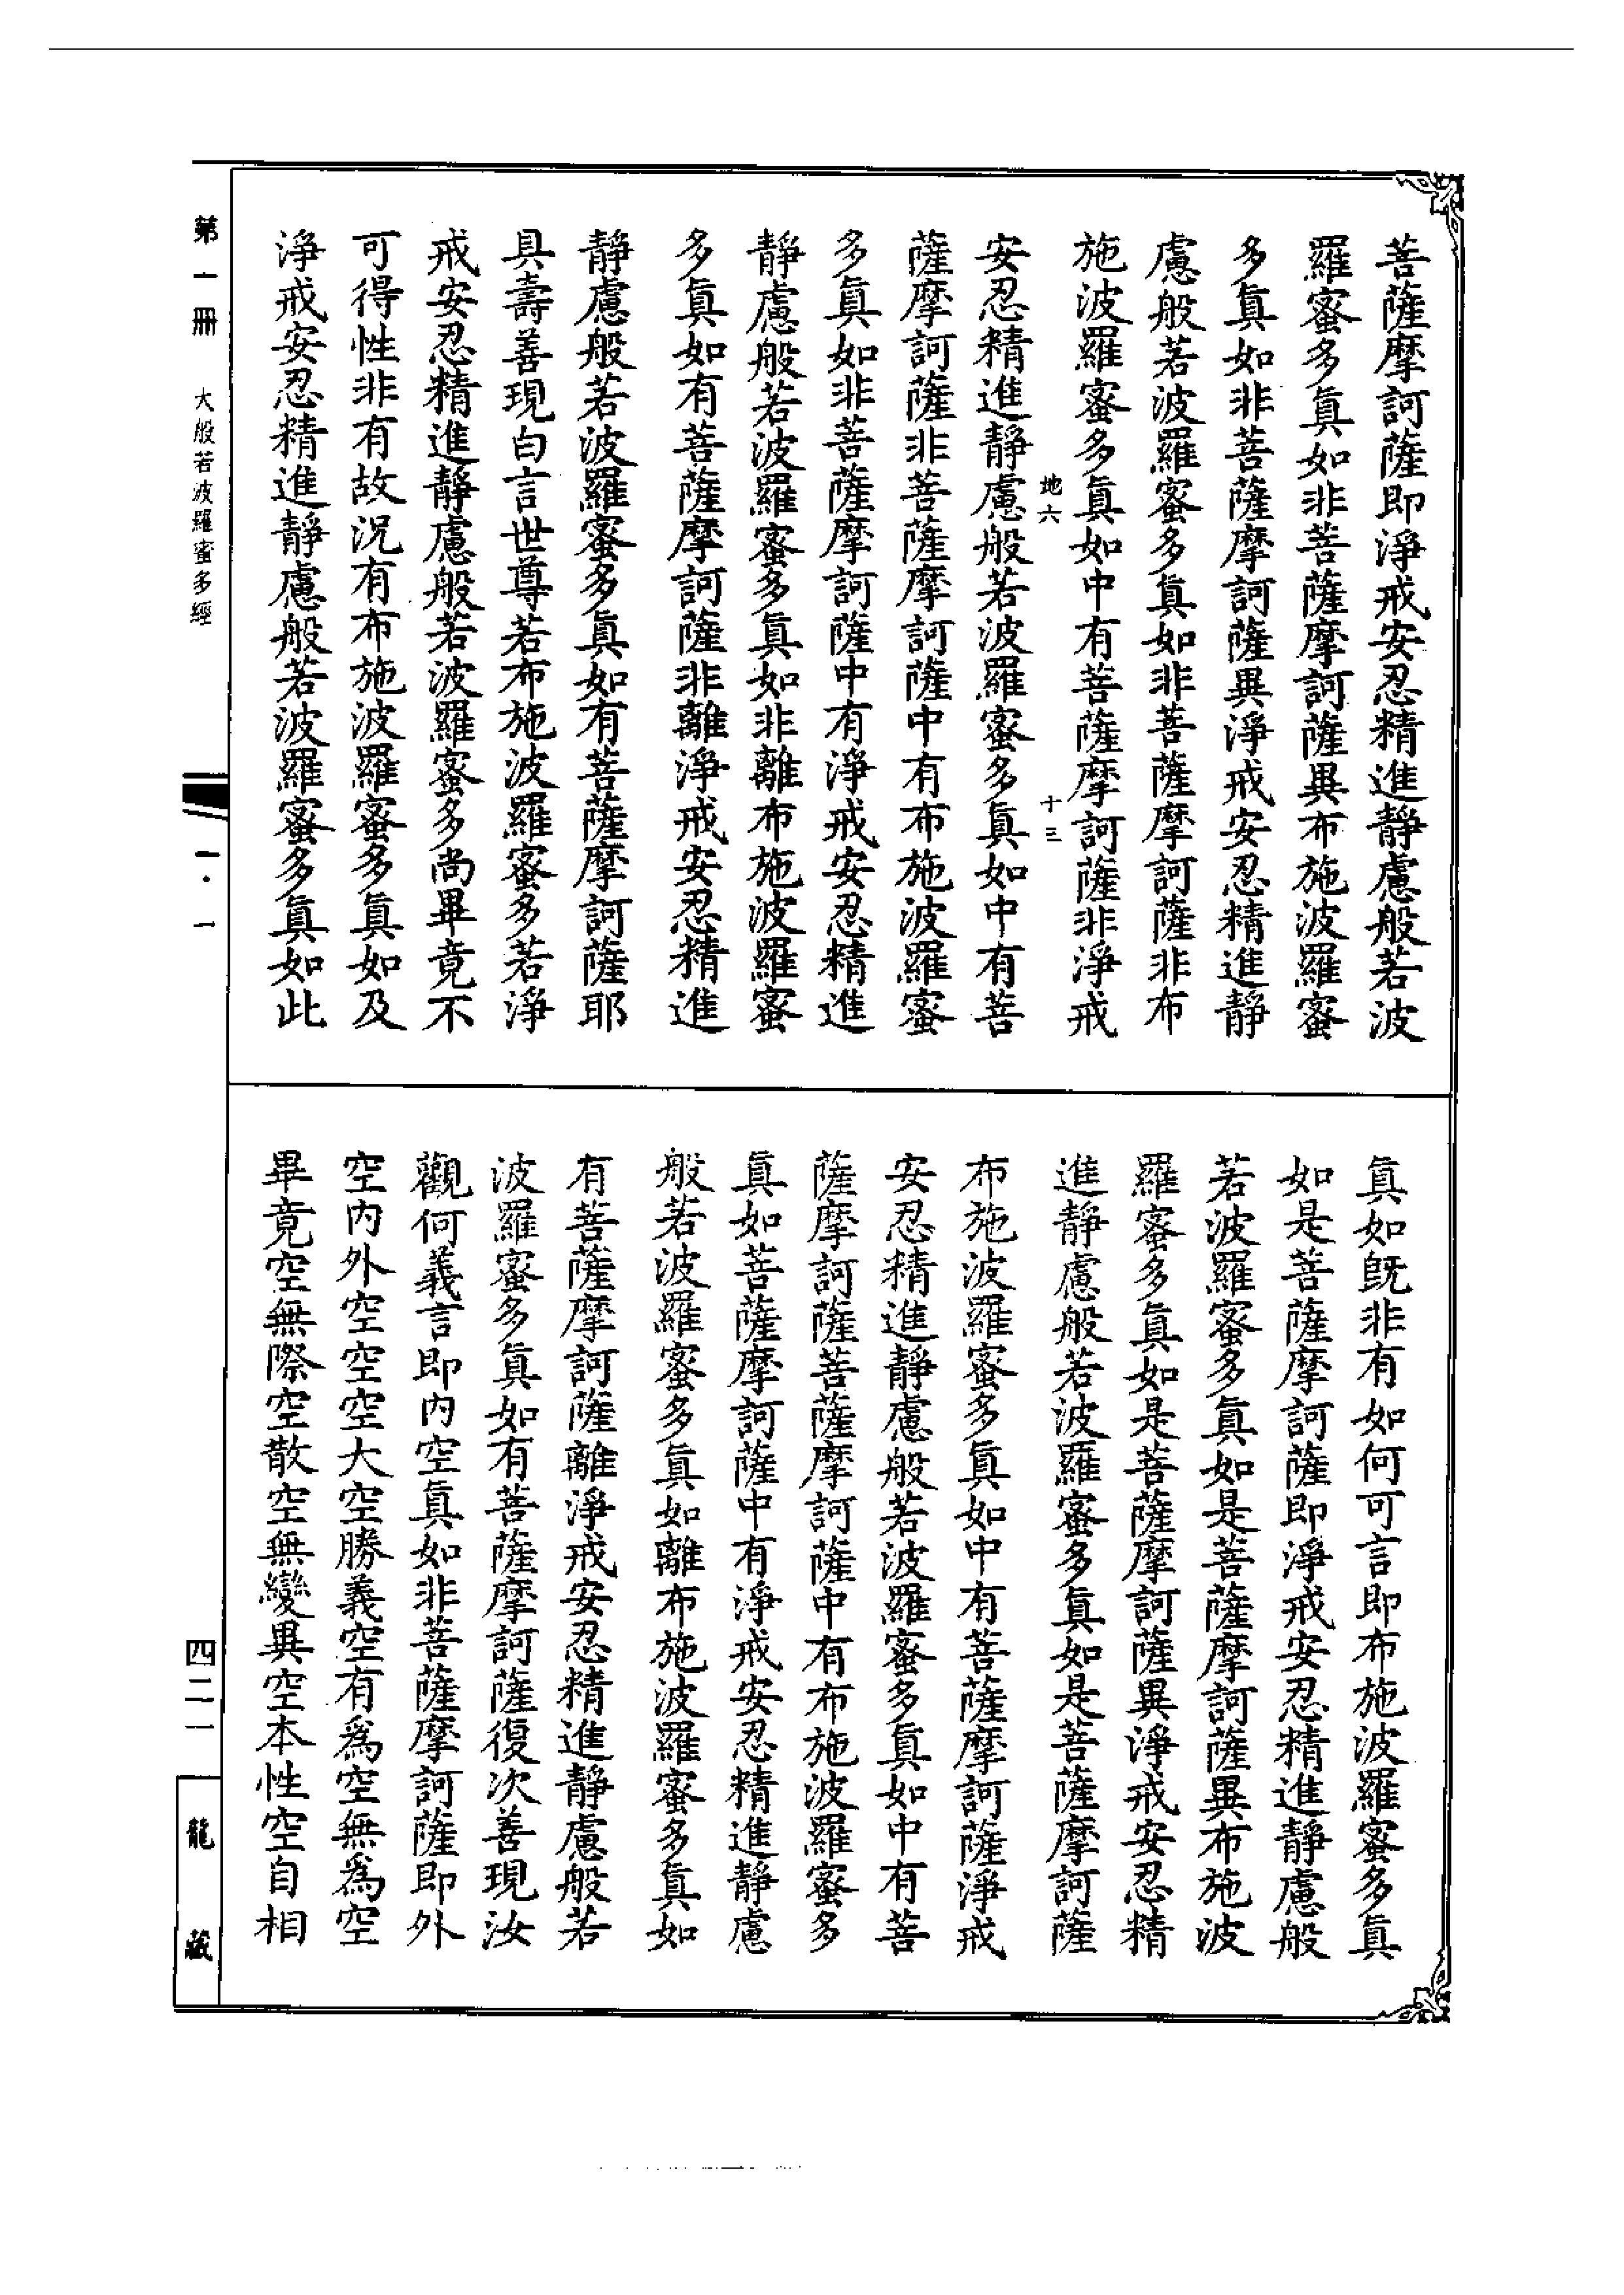 菩薩摩訶薩即淨戒安忍精進靜慮般若波
羅蜜多真如非菩薩摩訶薩異布施波羅蜜
多真如非菩薩摩訶薩異淨戒安忍精進靜
慮般若波羅蜜多真如非菩薩摩訶薩非布
施波羅蜜多真如中有菩薩摩訶薩非淨戒
地六 十三
安忍精進靜慮般若波羅蜜多真如中有菩
薩摩訶薩非菩薩摩訶薩中有布施波羅蜜
多真如非菩薩摩訶薩中有淨戒安忍精進
靜慮般若波羅蜜多真如非離布施波羅蜜
多真如有菩薩摩訶薩非離淨戒安忍精進
靜慮般若波羅蜜多真如有菩薩摩訶薩耶
具壽善現白言世尊若布施波羅蜜多若淨
戒安忍精進靜慮般若波羅蜜多尚畢竟不
可得性非有故況有布施波羅蜜多真如及
淨戒安忍精進靜慮般若波羅蜜多真如此
真如既非有如何可言即布施波羅蜜多真
如是菩薩摩訶薩即淨戒安忍精進靜慮般
若波羅蜜多真如是菩薩摩訶薩異布施波
羅蜜多真如是菩薩摩訶薩異淨戒安忍精
進靜慮般若波羅蜜多真如是菩薩摩訶薩
布施波羅蜜多真如中有菩薩摩訶薩淨戒
安忍精進靜慮般若波羅蜜多真如中有菩
薩摩訶薩菩薩摩訶薩中有布施波羅蜜多
真如菩薩摩訶薩中有淨戒安忍精進靜慮
般若波羅蜜多真如離布施波羅蜜多真如
有菩薩摩訶薩離淨戒安忍精進靜慮般若
波羅蜜多真如有菩薩摩訶薩復次善現汝
觀何義言即內空真如非菩薩摩訶薩即外
空內外空空空大空勝義空有為空無為空
畢竟空無際空散空無變異空本性空自相
第一冊 大般若波羅蜜多經 一·一 四二一 龍藏